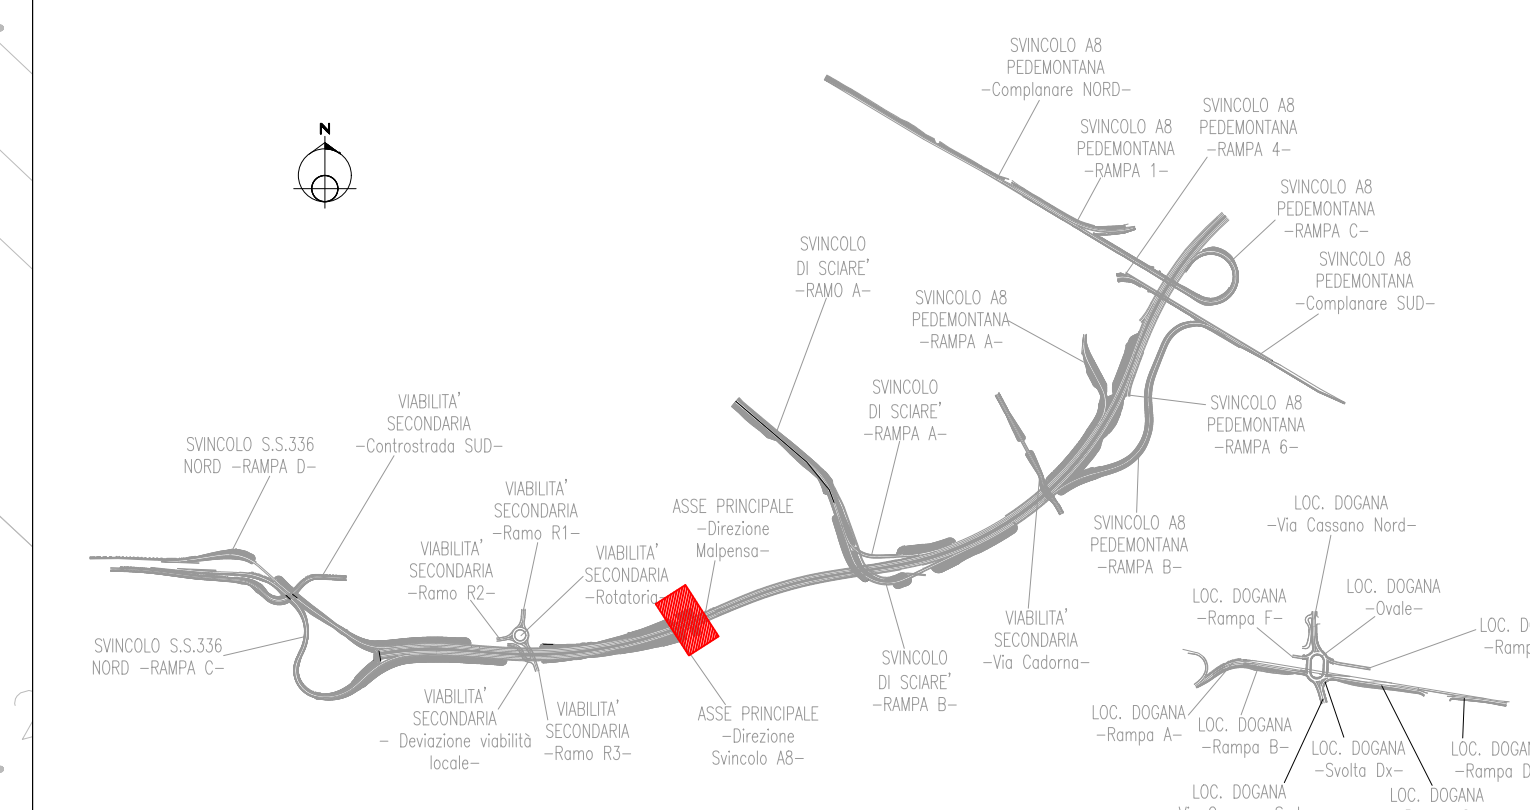 N
SVINCOLO A8
PEDEMONTANA
-Complanare NORD-
SVINCOLO A8
PEDEMONTANA
-RAMPA 4-
SVINCOLO A8
PEDEMONTANA
-RAMPA 1-
SVINCOLO A8
PEDEMONTANA
-RAMPA C-
SVINCOLO
DI SCIARE'
-RAMO A-
SVINCOLO A8
PEDEMONTANA
-Complanare SUD-
SVINCOLO A8
PEDEMONTANA
-RAMPA A-
SVINCOLO
DI SCIARE'
-RAMPA A-
SVINCOLO A8
PEDEMONTANA
-RAMPA 6-
VIABILITA'
SECONDARIA
-Controstrada SUD-
SVINCOLO S.S.336
NORD -RAMPA D-
VIABILITA'
SECONDARIA
-Ramo R1-
ASSE PRINCIPALE
-Direzione
Malpensa-
VIABILITA'
SECONDARIA
-Ramo R2-
VIABILITA'
SECONDARIA
-Rotatoria-
SVINCOLO A8
PEDEMONTANA
-RAMPA B-
LOC. DOGANA
-Via Cassano Nord-
LOC. DOGANA
-Rampa F-
LOC. DOGANA
-Ovale-
LOC. D
-Ramp
SVINCOLO S.S.336
NORD -RAMPA C-
VIABILITA'
SECONDARIA
-Via Cadorna-
SVINCOLO
DI SCIARE'
-RAMPA B-
VIABILITA'
SECONDARIA
- Deviazione viabilità
locale-
VIABILITA'
SECONDARIA
-Ramo R3-
ASSE PRINCIPALE
-Direzione
Svincolo A8-
LOC. DOGANA
-Rampa A-
LOC. DOGANA
-Rampa B-
LOC. DOGANA
-Svolta Dx-
LOC. DOGAN
-Rampa D
LOC. DOGANA
LOC. DOGANA